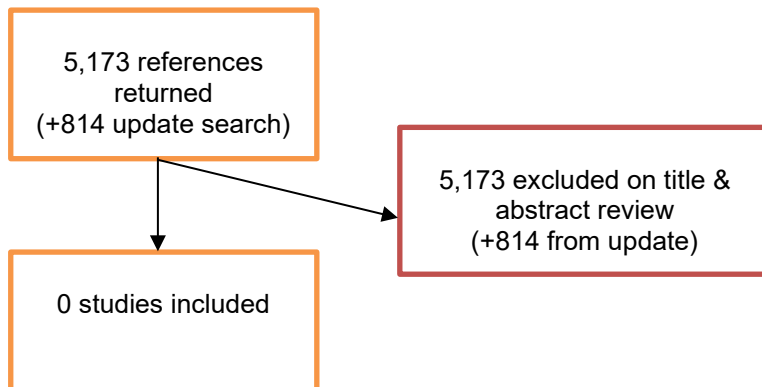 5,173 references
returned
(+814 update search)
5,173 excluded on title &
abstract review
(+814 from update)
0 studies included